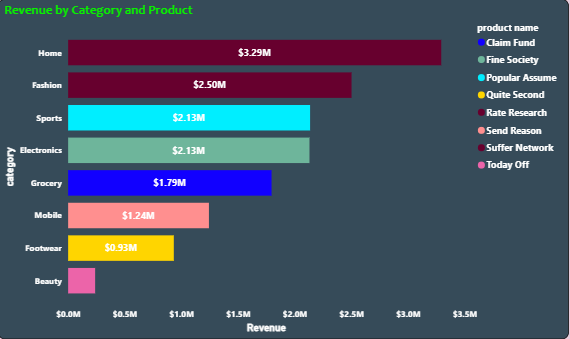 Revenue by Category and Product
product name
Claim Fund
Fine Society
Popular Assume
Quite Second
Rate Research
Send Reason
Suffer Network
Today Off
category
Home $3.29M
Fashion $2.50M
Sports $2.13M
Electronics $2.13M
Grocery $1.79M
Mobile $1.24M
Footwear $0.93M
Beauty
$0.0M $0.5M $1.0M $1.5M $2.0M $2.5M $3.0M $3.5M
Revenue